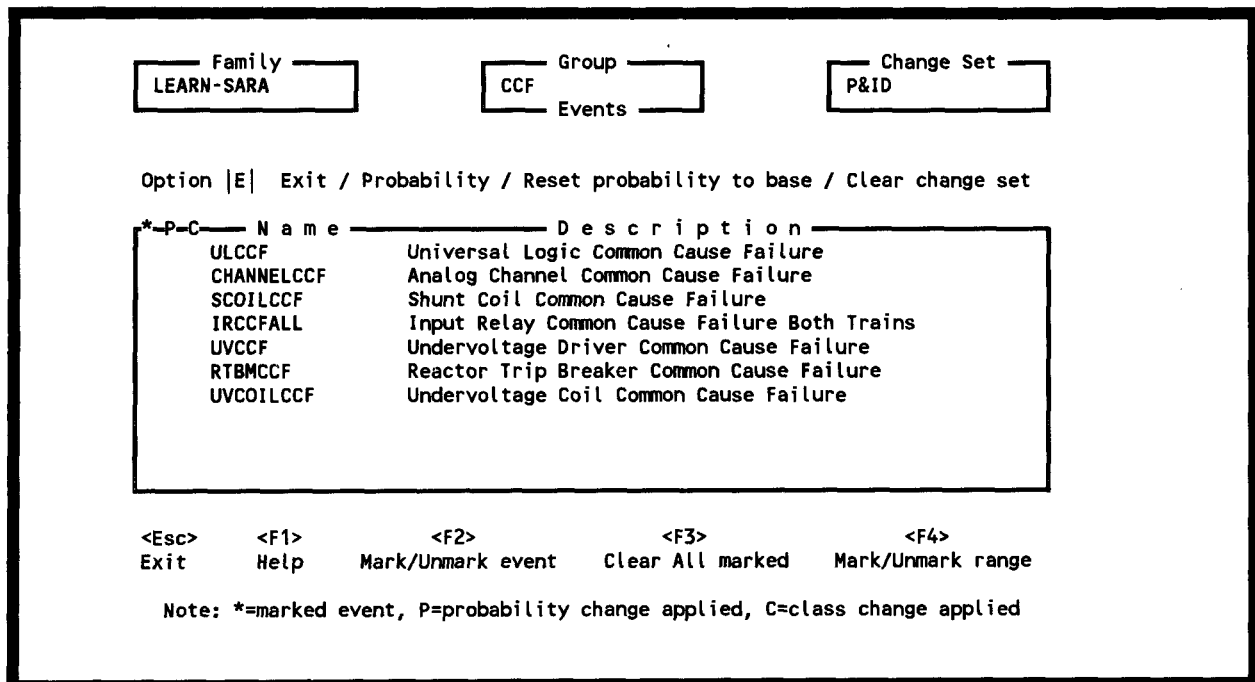 Family Group Change Set
LEARN-SARA CCF P&ID
Events
Option |E| Exit / Probability / Reset probability to base / Clear change set
*-P-C Name Description
ULCCF Universal Logic Common Cause Failure
CHANNELCCF Analog Channel Common Cause Failure
SCOILCCF Shunt Coil Common Cause Failure
IRCCFALL Input Relay Common Cause Failure Both Trains
UVCCF Undervoltage Driver Common Cause Failure
RTBMCCF Reactor Trip Breaker Common Cause Failure
UVCOILCCF Undervoltage Coil Common Cause Failure
<Esc> <F1> <F2> <F3> <F4>
Exit Help Mark/Unmark event Clear All marked Mark/Unmark range
Note: *=marked event, P=probability change applied, C=class change applied